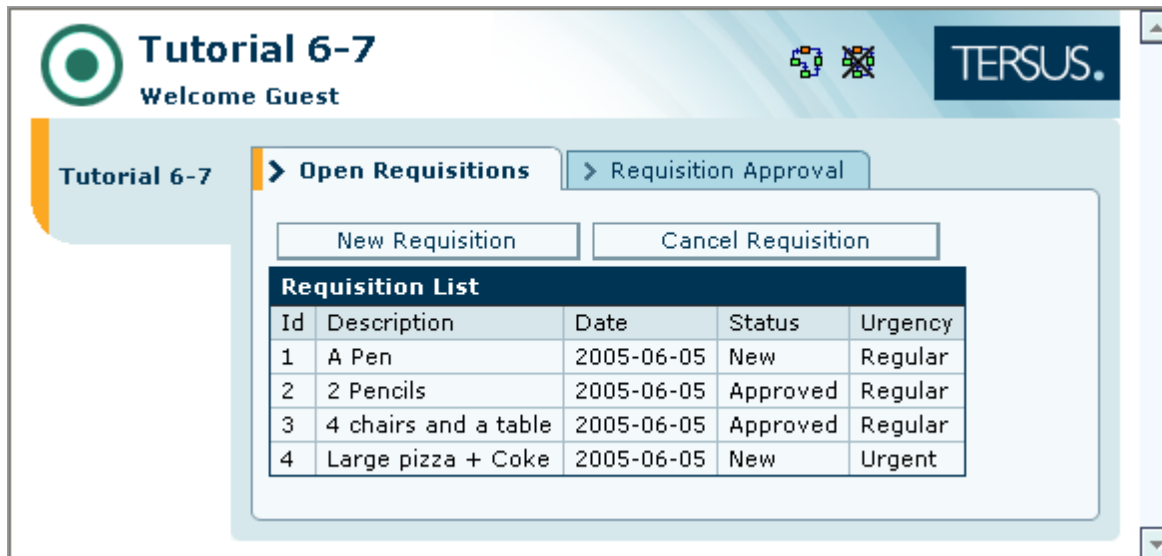 Tutorial 6-7
Welcome Guest
TERSUS.
Tutorial 6-7
Open Requisitions
Requisition Approval
New Requisition
Cancel Requisition
Requisition List
Id Description Date Status Urgency
1 A Pen 2005-06-05 New Regular
2 2 Pencils 2005-06-05 Approved Regular
3 4 chairs and a table 2005-06-05 Approved Regular
4 Large pizza + Coke 2005-06-05 New Urgent